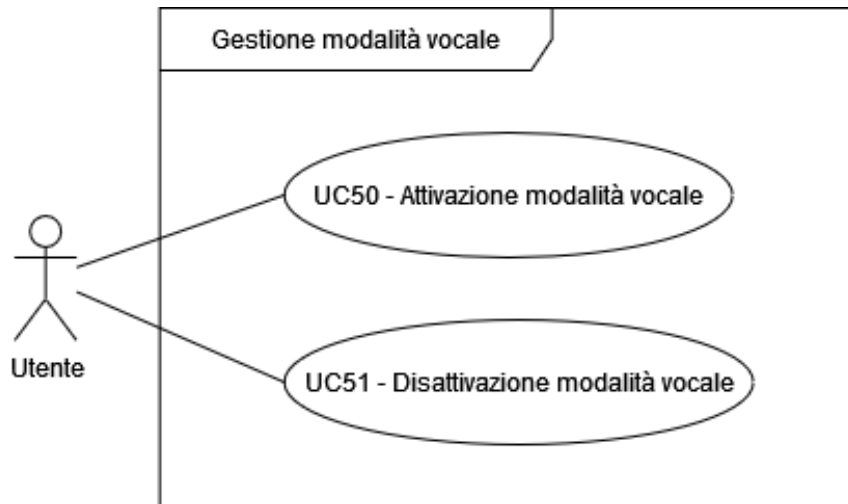 Gestione modalità vocale
UC50 - Attivazione modalità vocale
Utente
UC51 - Disattivazione modalità vocale